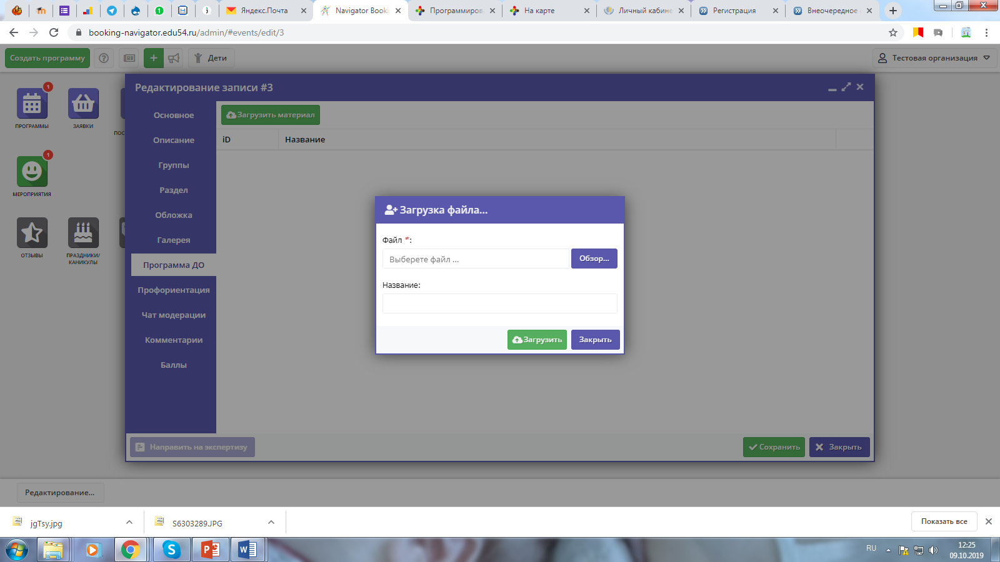 Яндекс.Почта
Navigator Booki
Программирова
На карте
Личный кабине
Регистрация
Внеочередное
booking-navigator.edu54.ru/admin/#events/edit/3
Создать программу
Дети
Тестовая организация
1
ПРОГРАММЫ
ЗАЯВКИ
ПОС
1
МЕРОПРИЯТИЯ
ОТЗЫВЫ
ПРАЗДНИКИ/
КАНИКУЛЫ
Редактирование записи #3
Основное
Описание
Группы
Раздел
Обложка
Галерея
Программа ДО
Профориентация
Чат модерации
Комментарии
Баллы
Загрузить материал
iD
Название
Загрузка файла...
Файл *:
Выберете файл ...
Обзор...
Название:
Загрузить
Закрыть
Направить на экспертизу
Сохранить
Закрыть
Редактирование...
jgTsy.jpg
S6303289.JPG
Показать все
RU
12:25
09.10.2019